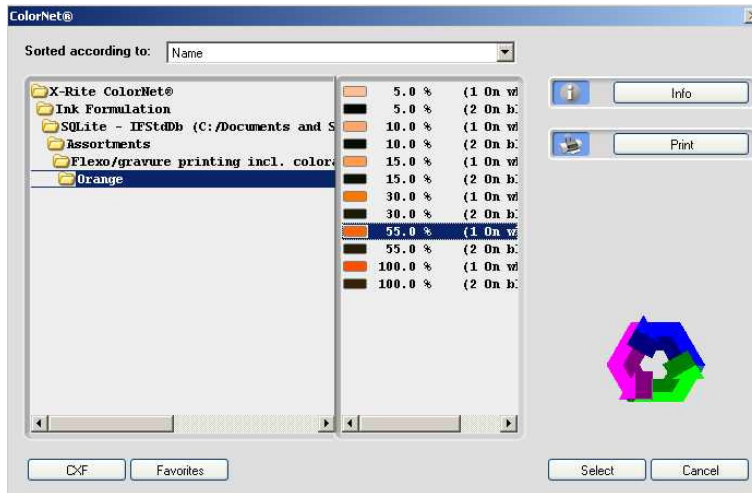 ColorNet®
Sorted according to: Name
X-Rite ColorNet®
Ink Formulation
SQLite - IFStdDb (C:/Documents and S
Assortments
Flexo/gravure printing incl. colora
Orange
5.0 % (1 On wh
5.0 % (2 On bl
10.0 % (1 On wh
10.0 % (2 On bl
15.0 % (1 On wh
15.0 % (2 On bl
30.0 % (1 On wh
30.0 % (2 On bl
55.0 % (1 On wh
55.0 % (2 On bl
100.0 % (1 On wh
100.0 % (2 On bl
Info
Print
CXF
Favorites
Select
Cancel